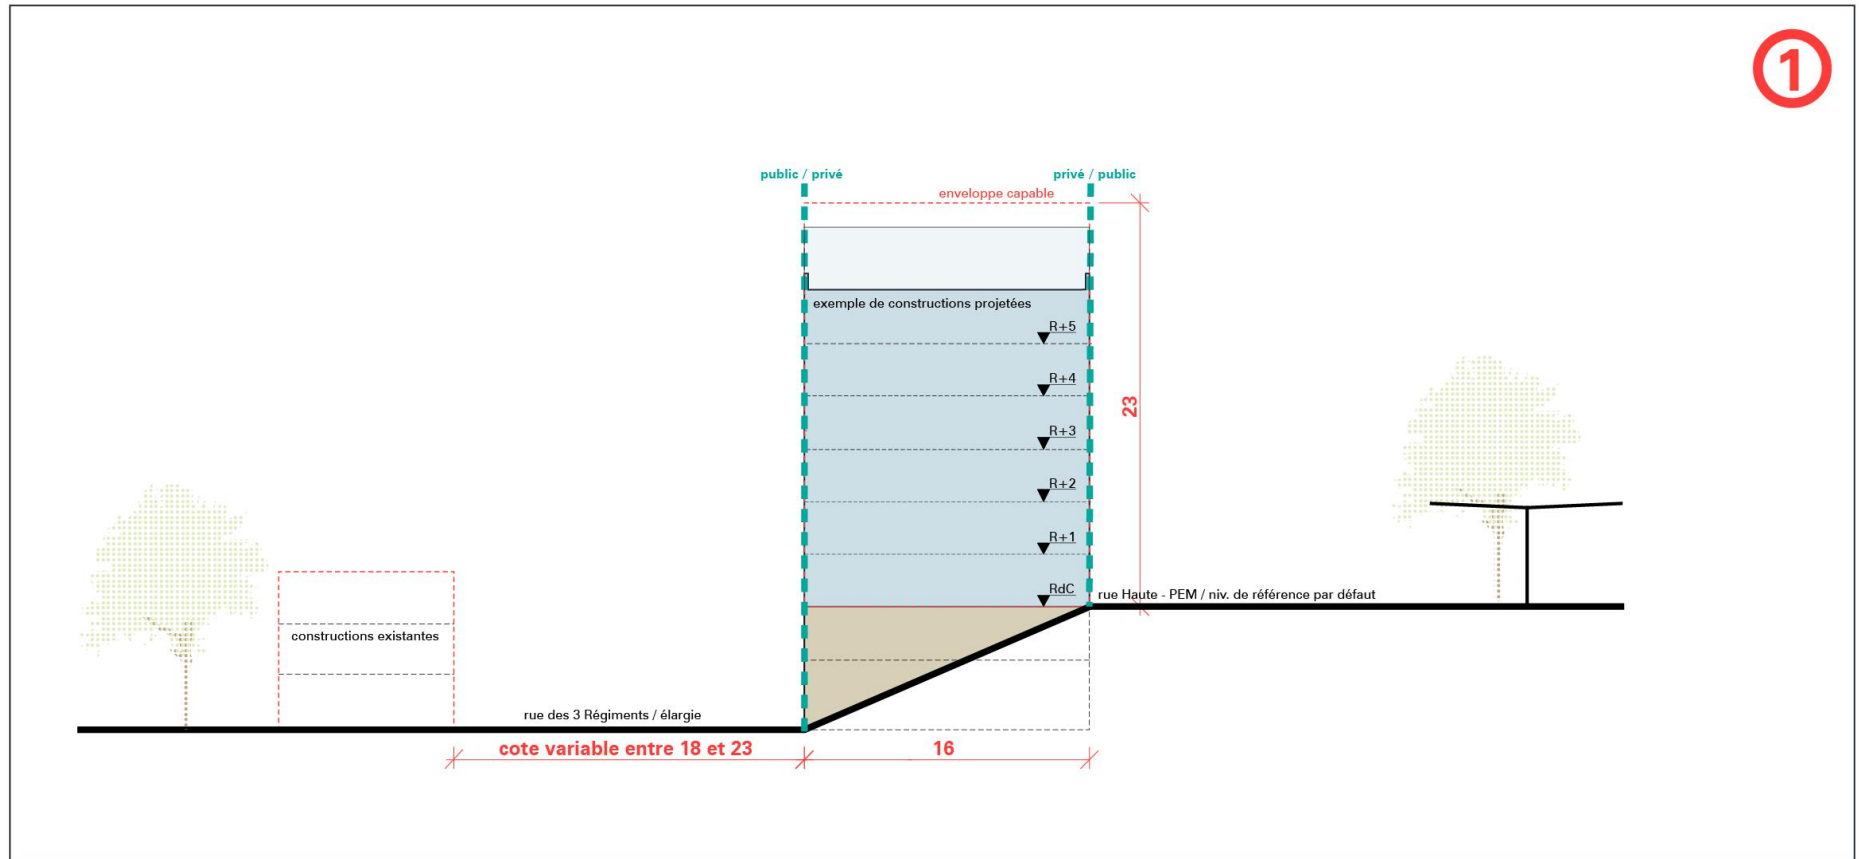 1
public / privé
privé / public
enveloppe capable
exemple de constructions projetées
R+5
R+4
23
R+3
R+2
R+1
RdC
rue Haute - PEM / niv. de référence par défaut
constructions existantes
rue des 3 Régiments / élargie
cote variable entre 18 et 23
16